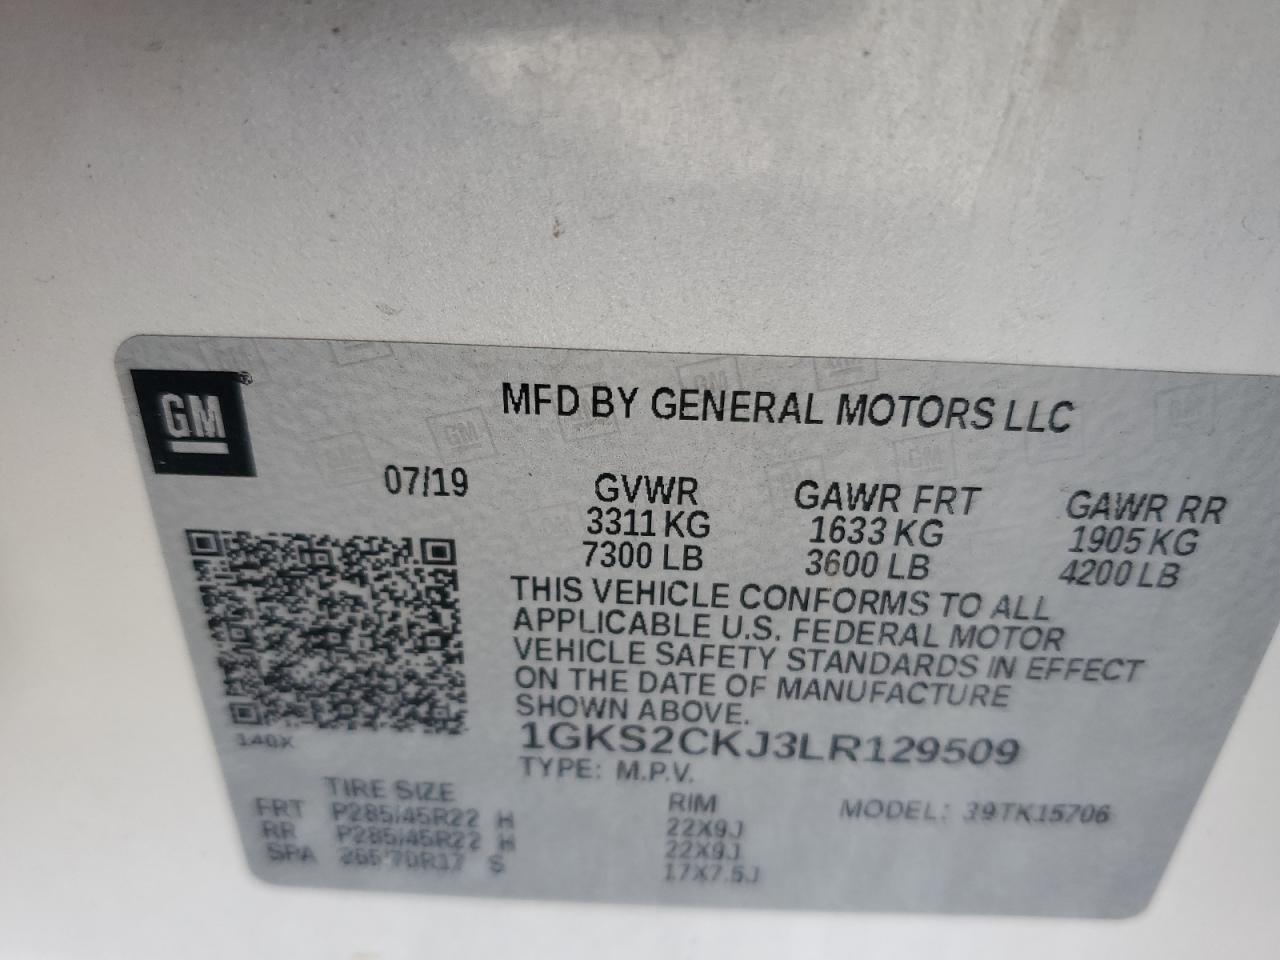 GM
MFD BY GENERAL MOTORS LLC
07/19
GVWR
3311 KG
7300 LB
GAWR FRT
1633 KG
3600 LB
GAWR RR
1905 KG
4200 LB
THIS VEHICLE CONFORMS TO ALL
APPLICABLE U.S. FEDERAL MOTOR
VEHICLE SAFETY STANDARDS IN EFFECT
ON THE DATE OF MANUFACTURE
SHOWN ABOVE.
140X
1GKS2CKJ3LR129509
TYPE: M.P.V.
MODEL: 39TK15706
TIRE SIZE RIM
FRT P285/45R22 H 22X9J
RR P285/45R22 H 22X9J
SPA 265/70R17 S 17X7.5J